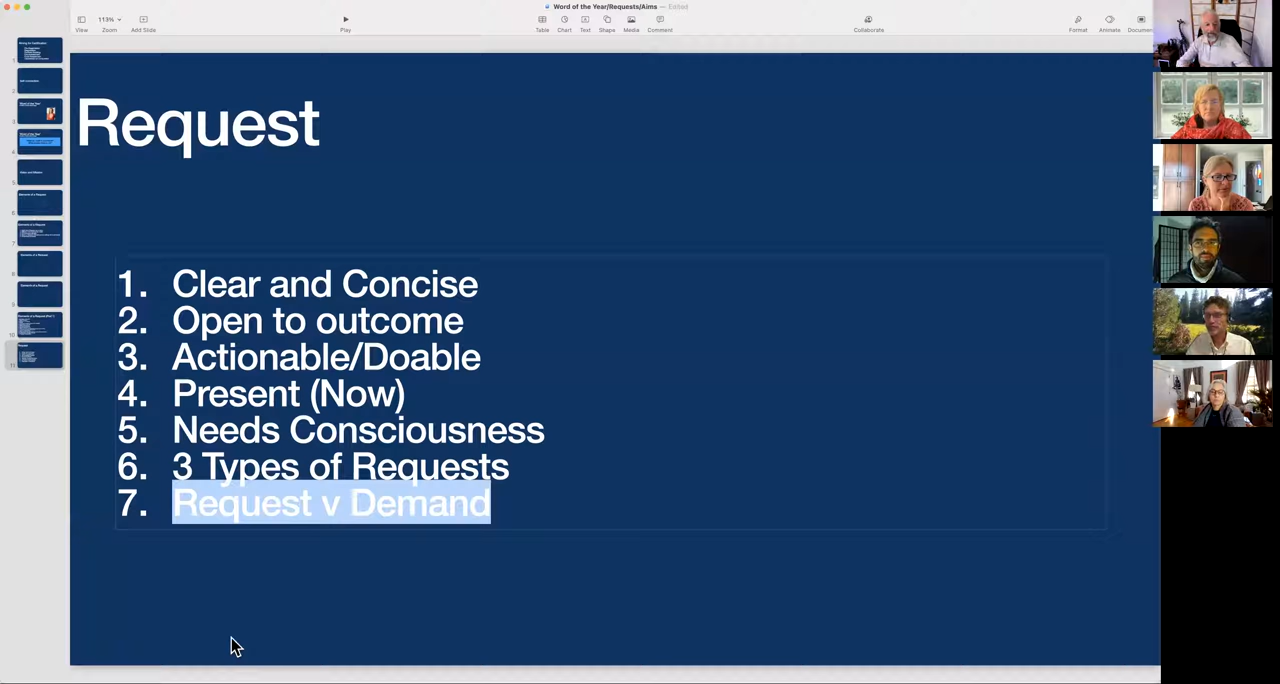 Word of the Year/Requests/Aims — Edited
113%
View
Zoom
Add Slide
Play
Table
Chart
Text
Shape
Media
Comment
Collaborate
Format
Animate
Request
1. Clear and Concise
2. Open to outcome
3. Actionable/Doable
4. Present (Now)
5. Needs Consciousness
6. 3 Types of Requests
7. Request v Demand